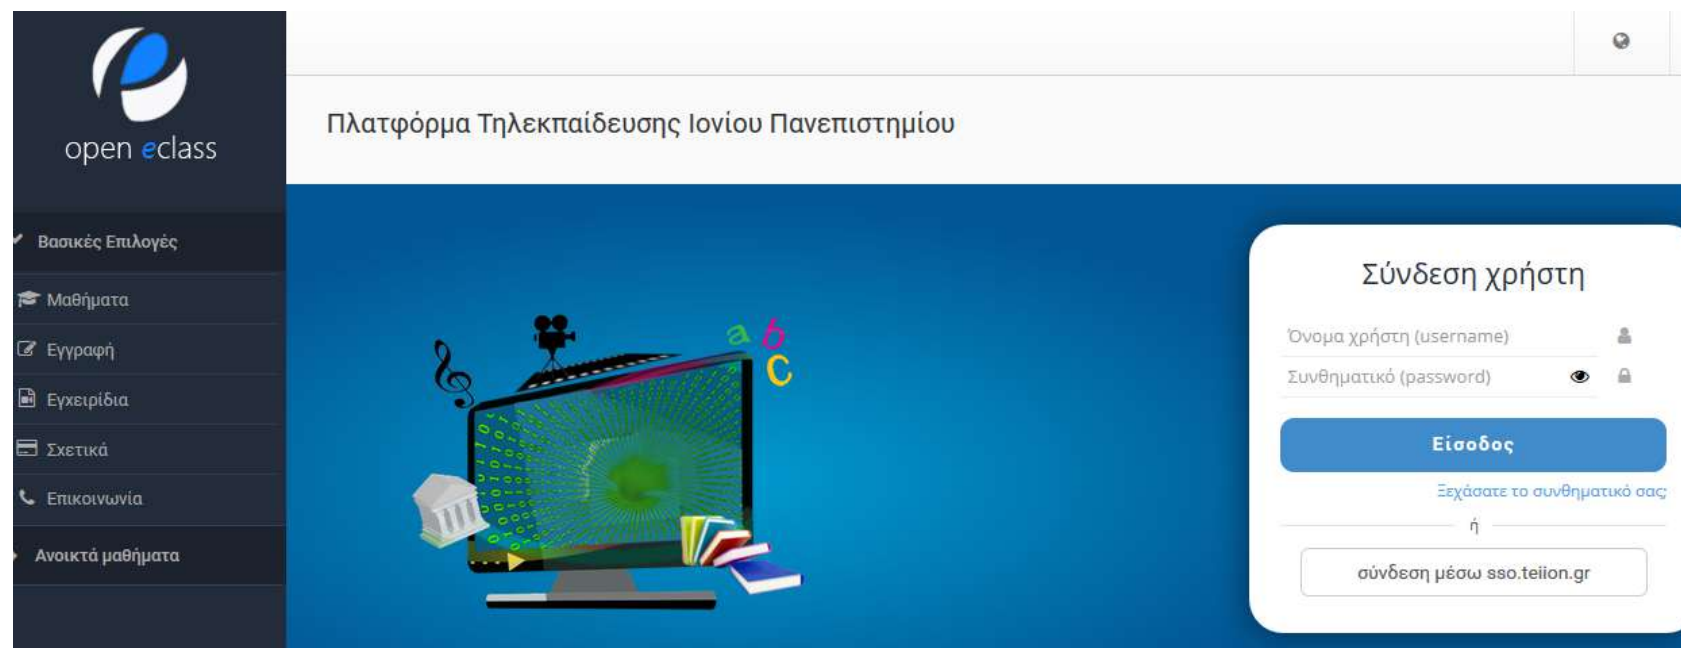 open eclass
Πλατφόρμα Τηλεκπαίδευσης Ιονίου Πανεπιστημίου
Βασικές Επιλογές
Μαθήματα
Εγγραφή
Εγχειρίδια
Σχετικά
Επικοινωνία
Ανοικτά μαθήματα
a b
c
Σύνδεση χρήστη
Όνομα χρήστη (username)
Συνθηματικό (password)
Είσοδος
Ξεχάσατε το συνθηματικό σας;
ή
σύνδεση μέσω sso.teiion.gr